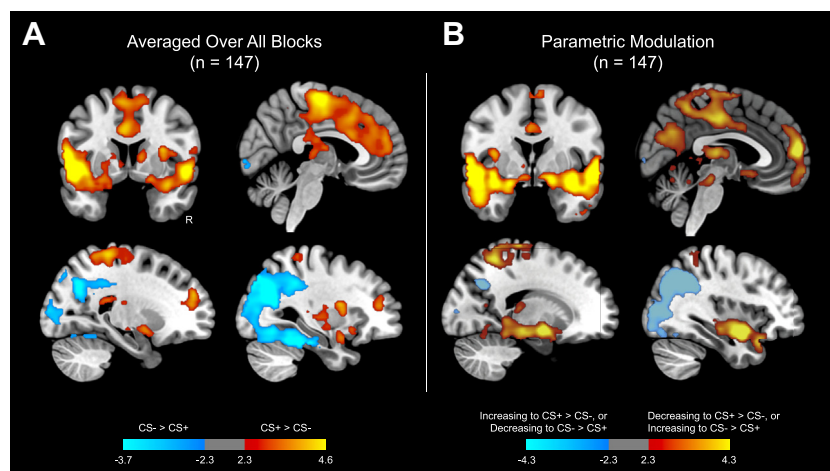 A
Averaged Over All Blocks
(n = 147)
R
CS- > CS+
CS+ > CS-
-3.7
-2.3
2.3
4.6
B
Parametric Modulation
(n = 147)
Increasing to CS+ > CS-, or
Decreasing to CS- > CS+
Decreasing to CS+ > CS-, or
Increasing to CS- > CS+
-4.3
-2.3
2.3
4.3